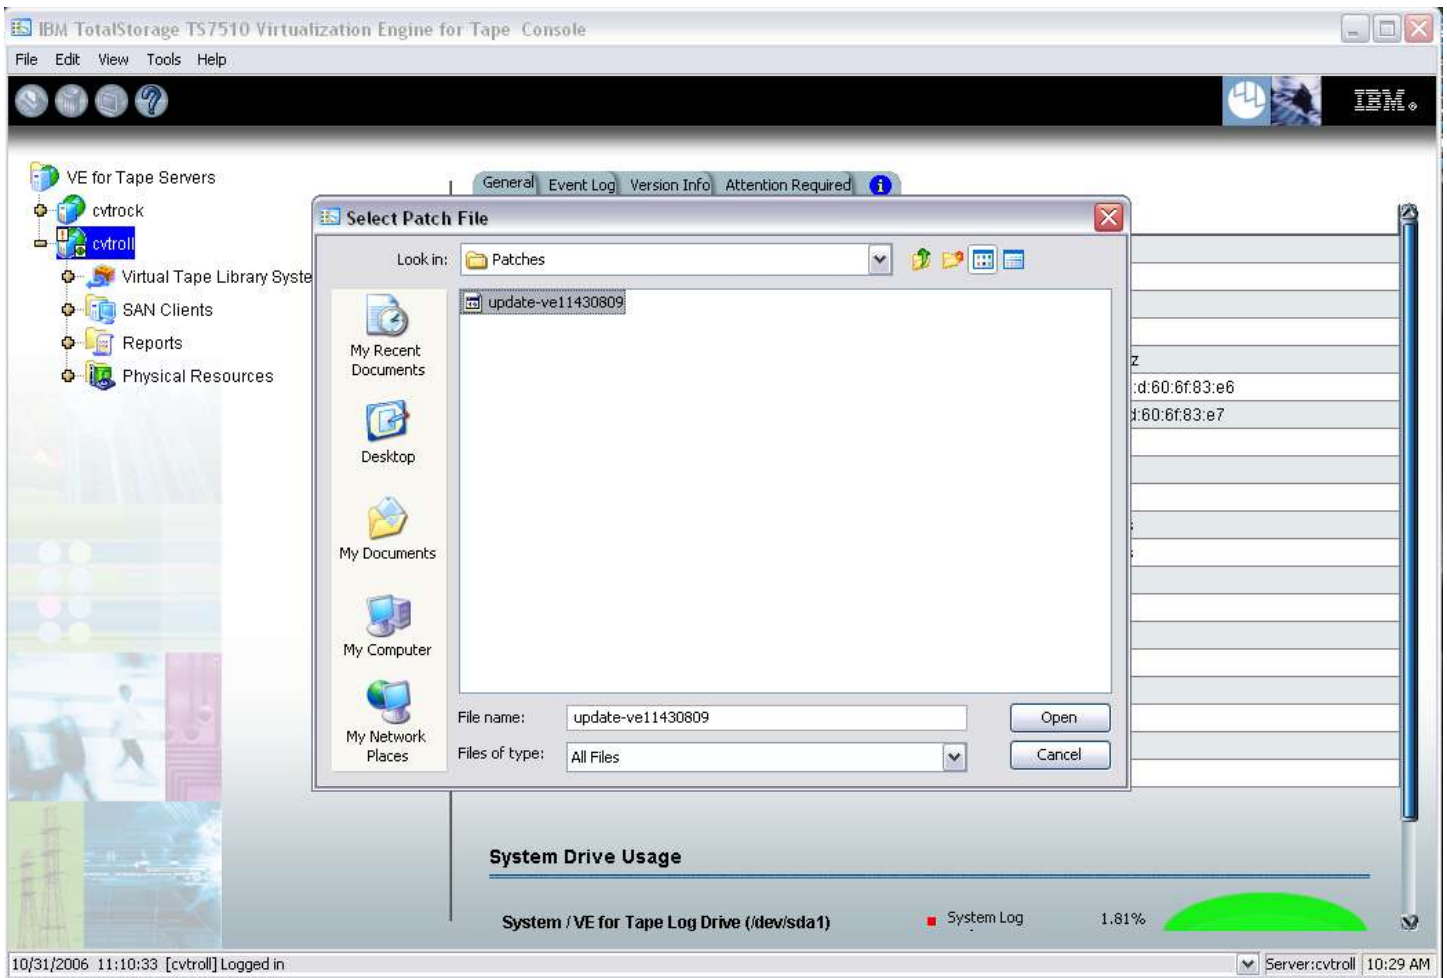 IBM TotalStorage TS7510 Virtualization Engine for Tape Console
File Edit View Tools Help
IBM
VE for Tape Servers
cvtrock
cvtroll
Virtual Tape Library Syste
SAN Clients
Reports
Physical Resources
General Event Log Version Info Attention Required
Select Patch File
Look in: Patches
update-ve11430809
My Recent
Documents
Desktop
My Documents
My Computer
My Network
Places
File name: update-ve11430809 Open
Files of type: All Files Cancel
z
:d:60:6f:83:e6
d:60:6f:83:e7
System Drive Usage
System / VE for Tape Log Drive (/dev/sda1) System Log 1.81%
10/31/2006 11:10:33 [cvtroll] Logged in Server:cvtroll 10:29 AM